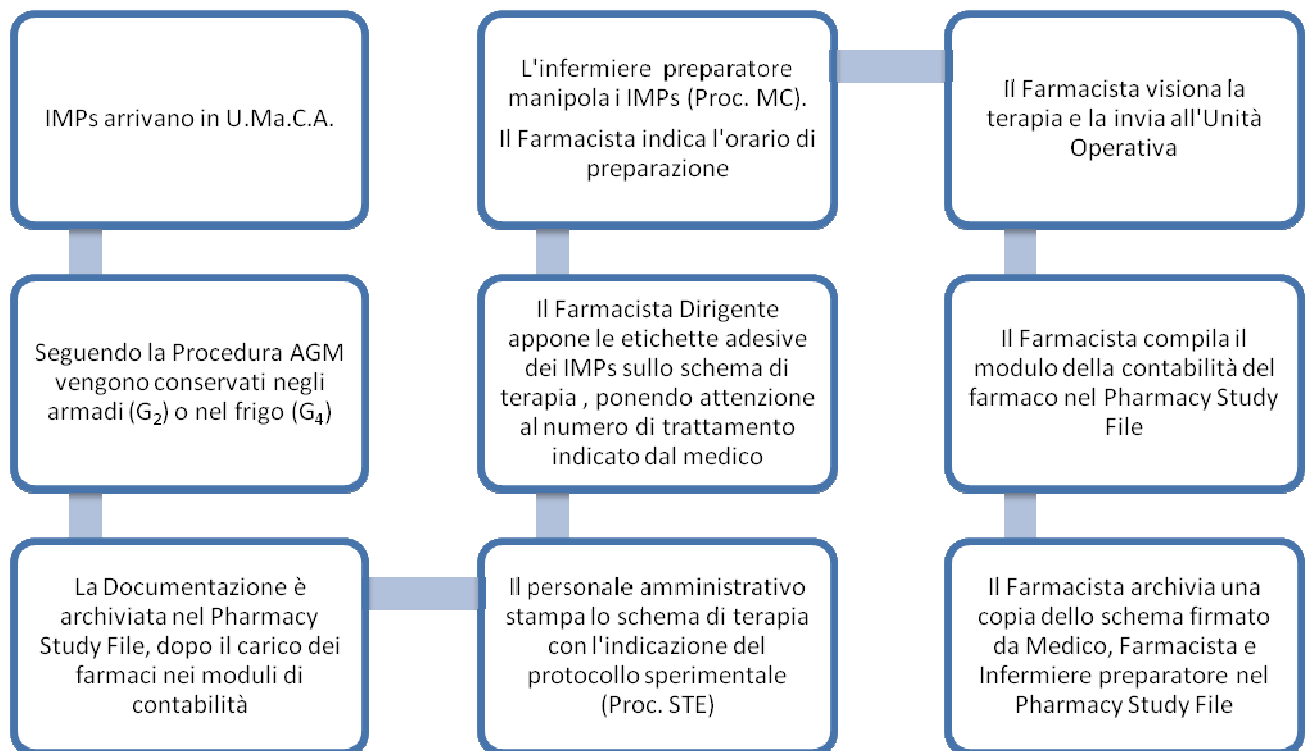 IMPs arrivano in U.Ma.C.A.
Seguendo la Procedura AGM
vengono conservati negli
armadi (G2) o nel frigo (G4)
La Documentazione è
archiviata nel Pharmacy
Study File, dopo il carico dei
farmaci nei moduli di
contabilità
Il personale amministrativo
stampa lo schema di terapia
con l'indicazione del
protocollo sperimentale
(Proc. STE)
Il Farmacista Dirigente
appone le etichette adesive
dei IMPs sullo schema di
terapia , ponendo attenzione
al numero di trattamento
indicato dal medico
L'infermiere preparatore
manipola i IMPs (Proc. MC).
Il Farmacista indica l'orario di
preparazione
Il Farmacista visiona la
terapia e la invia all'Unità
Operativa
Il Farmacista compila il
modulo della contabilità del
farmaco nel Pharmacy Study
File
Il Farmacista archivia una
copia dello schema firmato
da Medico, Farmacista e
Infermiere preparatore nel
Pharmacy Study File